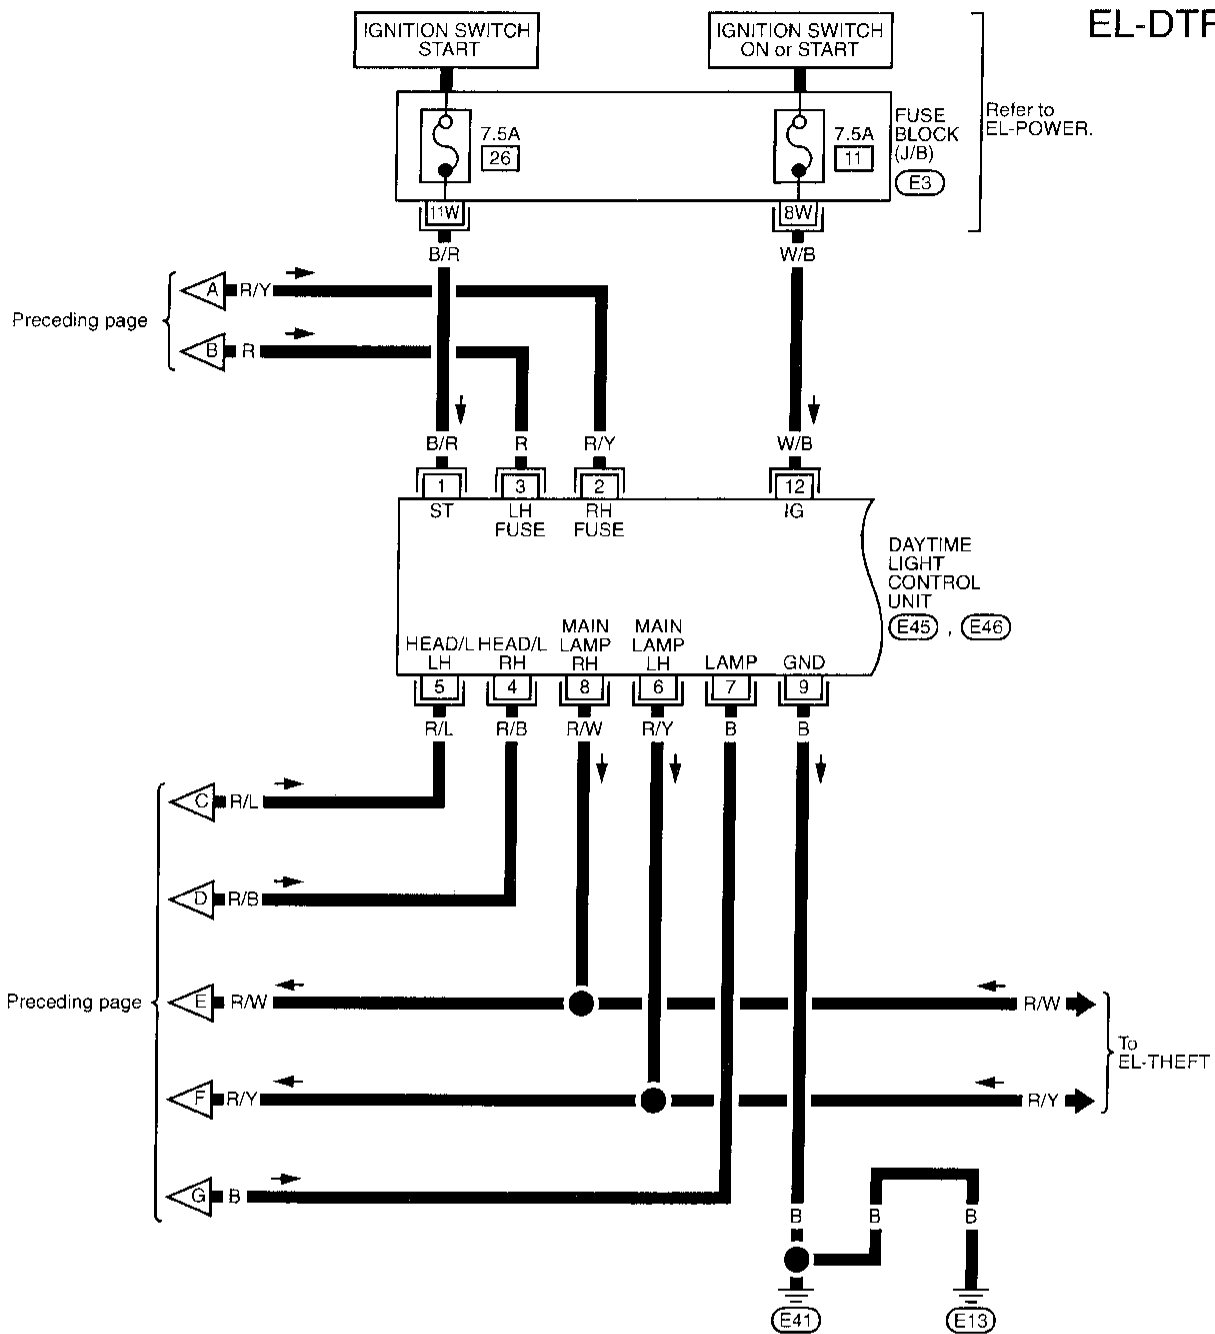 EL-DTR
IGNITION SWITCH
START
IGNITION SWITCH
ON or START
7.5A
26
7.5A
11
FUSE
BLOCK
(J/B)
E3
Refer to
EL-POWER.
11W
8W
B/R
W/B
A R/Y
Preceding page
B R
B/R R R/Y W/B
1 3 2 12
ST
LH
FUSE
RH
FUSE
IG
DAYTIME
LIGHT
CONTROL
UNIT
E45 , E46
HEAD/L
LH
HEAD/L
RH
MAIN
LAMP
RH
MAIN
LAMP
LH
LAMP
GND
5 4 8 6 7 9
R/L R/B R/W R/Y B B
C R/L
D R/B
Preceding page
E R/W
R/W
To
EL-THEFT
F R/Y
R/Y
G B
B B B
E41
E13